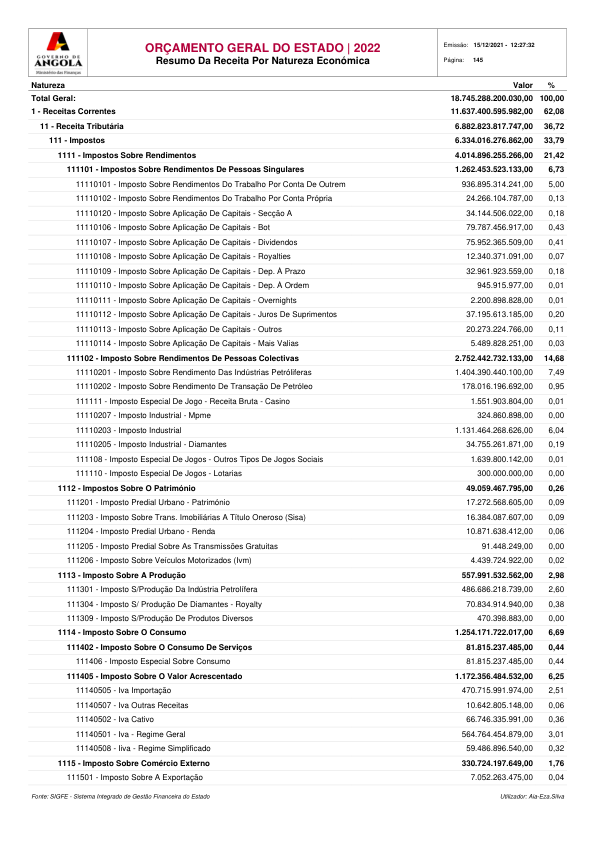 GOVERNO DE
ANGOLA
Ministério das Finanças
ORÇAMENTO GERAL DO ESTADO | 2022
Resumo Da Receita Por Natureza Económica
Emissão: 15/12/2021 - 12:27:32
Página: 145
Natureza Valor %
Total Geral: 18.745.288.200.030,00 100,00
1 - Receitas Correntes 11.637.400.595.982,00 62,08
11 - Receita Tributária 6.882.823.817.747,00 36,72
111 - Impostos 6.334.016.276.862,00 33,79
1111 - Impostos Sobre Rendimentos 4.014.896.255.266,00 21,42
111101 - Impostos Sobre Rendimentos De Pessoas Singulares 1.262.453.523.133,00 6,73
11110101 - Imposto Sobre Rendimentos Do Trabalho Por Conta De Outrem 936.895.314.241,00 5,00
11110102 - Imposto Sobre Rendimentos Do Trabalho Por Conta Própria 24.266.104.787,00 0,13
11110120 - Imposto Sobre Aplicação De Capitais - Secção A 34.144.506.022,00 0,18
11110106 - Imposto Sobre Aplicação De Capitais - Bot 79.787.456.917,00 0,43
11110107 - Imposto Sobre Aplicação De Capitais - Dividendos 75.952.365.509,00 0,41
11110108 - Imposto Sobre Aplicação De Capitais - Royalties 12.340.371.091,00 0,07
11110109 - Imposto Sobre Aplicação De Capitais - Dep. À Prazo 32.961.923.559,00 0,18
11110110 - Imposto Sobre Aplicação De Capitais - Dep. À Ordem 945.915.977,00 0,01
11110111 - Imposto Sobre Aplicação De Capitais - Overnights 2.200.898.828,00 0,01
11110112 - Imposto Sobre Aplicação De Capitais - Juros De Suprimentos 37.195.613.185,00 0,20
11110113 - Imposto Sobre Aplicação De Capitais - Outros 20.273.224.766,00 0,11
11110114 - Imposto Sobre Aplicação De Capitais - Mais Valias 5.489.828.251,00 0,03
111102 - Imposto Sobre Rendimentos De Pessoas Colectivas 2.752.442.732.133,00 14,68
11110201 - Imposto Sobre Rendimento Das Indústrias Petróliferas 1.404.390.440.100,00 7,49
11110202 - Imposto Sobre Rendimento De Transação De Petróleo 178.016.196.692,00 0,95
111111 - Imposto Especial De Jogo - Receita Bruta - Casino 1.551.903.804,00 0,01
11110207 - Imposto Industrial - Mpme 324.860.898,00 0,00
11110203 - Imposto Industrial 1.131.464.268.626,00 6,04
11110205 - Imposto Industrial - Diamantes 34.755.261.871,00 0,19
111108 - Imposto Especial De Jogos - Outros Tipos De Jogos Sociais 1.639.800.142,00 0,01
111110 - Imposto Especial De Jogos - Lotarias 300.000.000,00 0,00
1112 - Impostos Sobre O Património 49.059.467.795,00 0,26
111201 - Imposto Predial Urbano - Património 17.272.568.605,00 0,09
111203 - Imposto Sobre Trans. Imobiliárias A Título Oneroso (Sisa) 16.384.087.607,00 0,09
111204 - Imposto Predial Urbano - Renda 10.871.638.412,00 0,06
111205 - Imposto Predial Sobre As Transmissões Gratuitas 91.448.249,00 0,00
111206 - Imposto Sobre Veículos Motorizados (Ivm) 4.439.724.922,00 0,02
1113 - Imposto Sobre A Produção 557.991.532.562,00 2,98
111301 - Imposto S/Produção Da Indústria Petrolífera 486.686.218.739,00 2,60
111304 - Imposto S/ Produção De Diamantes - Royalty 70.834.914.940,00 0,38
111309 - Imposto S/Produção De Produtos Diversos 470.398.883,00 0,00
1114 - Imposto Sobre O Consumo 1.254.171.722.017,00 6,69
111402 - Imposto Sobre O Consumo De Serviços 81.815.237.485,00 0,44
111406 - Imposto Especial Sobre Consumo 81.815.237.485,00 0,44
111405 - Imposto Sobre O Valor Acrescentado 1.172.356.484.532,00 6,25
11140505 - Iva Importação 470.715.991.974,00 2,51
11140507 - Iva Outras Receitas 10.642.805.148,00 0,06
11140502 - Iva Cativo 66.746.335.991,00 0,36
11140501 - Iva - Regime Geral 564.764.454.879,00 3,01
11140508 - Iiva - Regime Simplificado 59.486.896.540,00 0,32
1115 - Imposto Sobre Comércio Externo 330.724.197.649,00 1,76
111501 - Imposto Sobre A Exportação 7.052.263.475,00 0,04
Fonte: SIGFE - Sistema Integrado de Gestão Financeira do Estado Utilizador: Aia-Eza.Silva